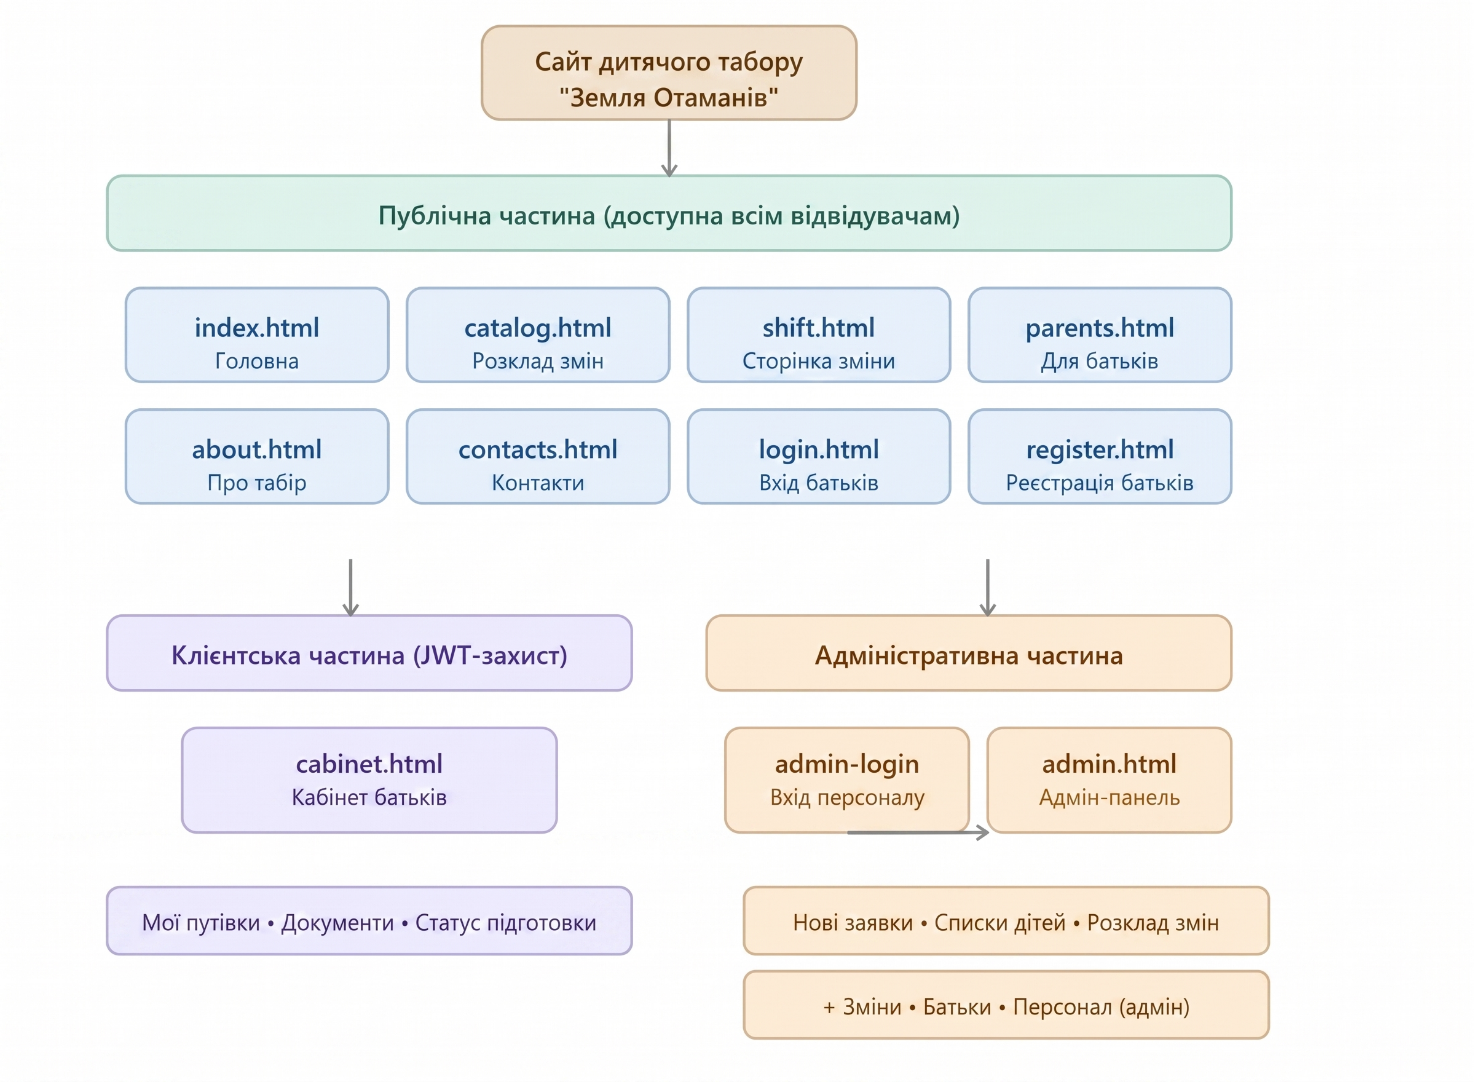 Сайт дитячого табору
"Земля Отаманів"
Публічна частина (доступна всім відвідувачам)
index.html
Головна
catalog.html
Розклад змін
shift.html
Сторінка зміни
parents.html
Для батьків
about.html
Про табір
contacts.html
Контакти
login.html
Вхід батьків
register.html
Реєстрація батьків
Клієнтська частина (JWT-захист)
Адміністративна частина
cabinet.html
Кабінет батьків
admin-login
Вхід персоналу
admin.html
Адмін-панель
Мої путівки • Документи • Статус підготовки
Нові заявки • Списки дітей • Розклад змін
+ Зміни • Батьки • Персонал (адмін)